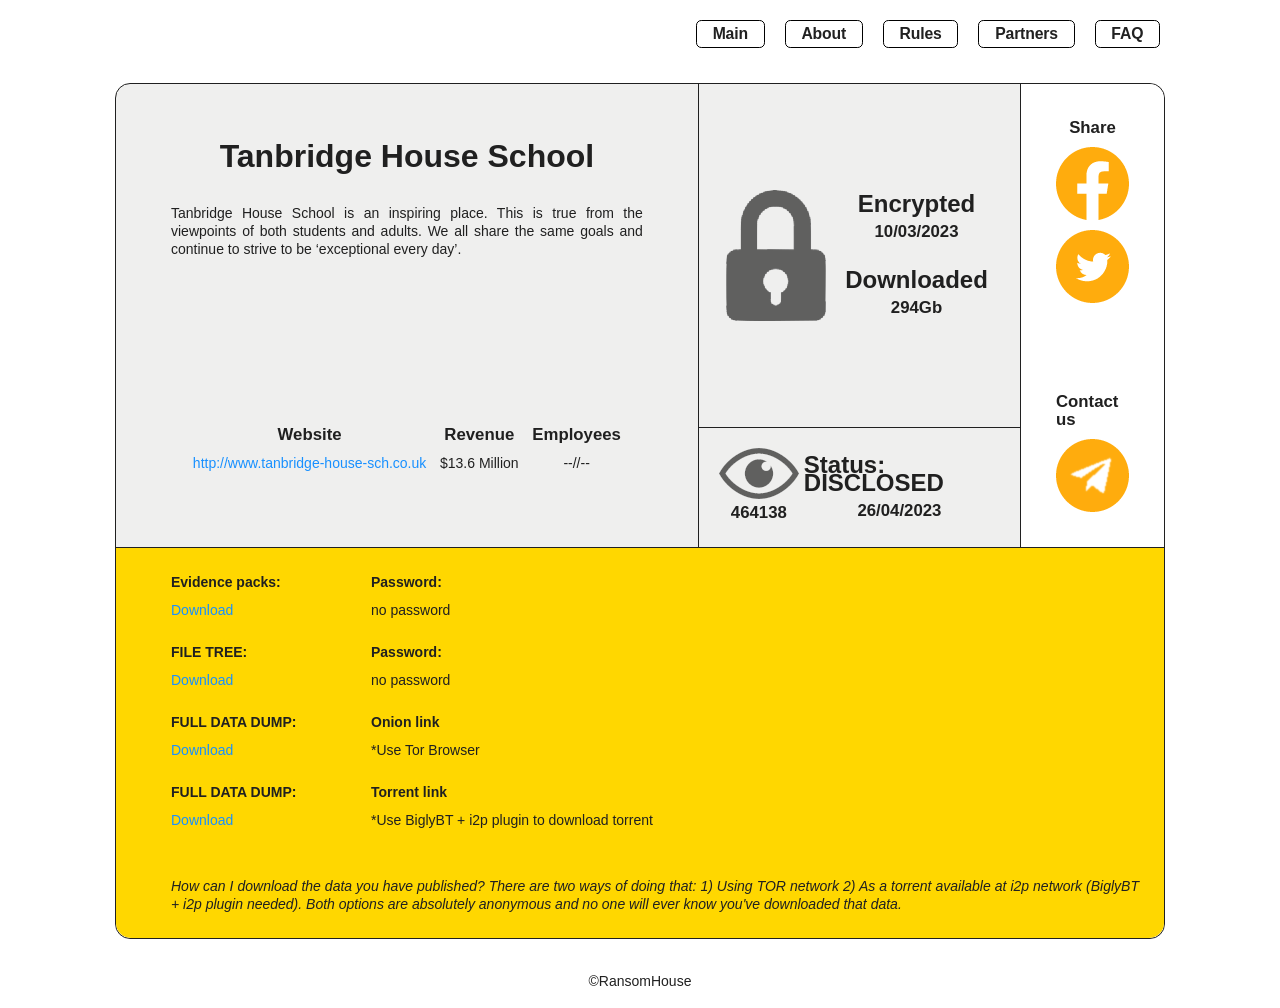 Main About Rules Partners FAQ
Tanbridge House School
Tanbridge House School is an inspiring place. This is true from the
viewpoints of both students and adults. We all share the same goals and
continue to strive to be ‘exceptional every day’.
Website Revenue Employees
http://www.tanbridge-house-sch.co.uk $13.6 Million --//--
Encrypted
10/03/2023
Downloaded
294Gb
Status:
DISCLOSED
464138 26/04/2023
Share
Contact
us
Evidence packs: Password:
Download no password
FILE TREE: Password:
Download no password
FULL DATA DUMP: Onion link
Download *Use Tor Browser
FULL DATA DUMP: Torrent link
Download *Use BiglyBT + i2p plugin to download torrent
How can I download the data you have published? There are two ways of doing that: 1) Using TOR network 2) As a torrent available at i2p network (BiglyBT
+ i2p plugin needed). Both options are absolutely anonymous and no one will ever know you've downloaded that data.
©RansomHouse